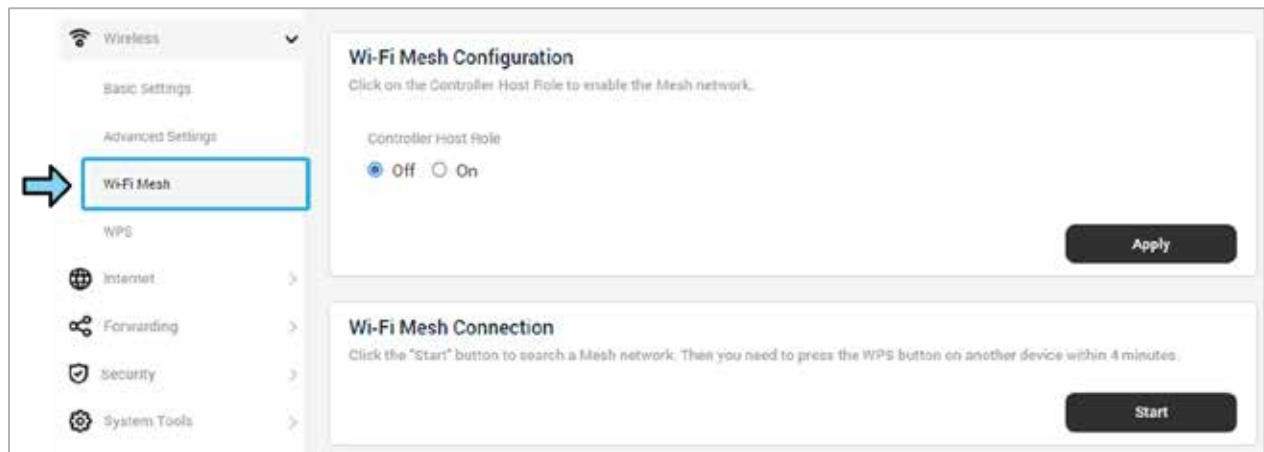 Wireless
Basic Settings
Advanced Settings
Wi-Fi Mesh
WPS
Internet
Forwarding
Security
System Tools
Wi-Fi Mesh Configuration
Click on the Controller Host Role to enable the Mesh network.
Controller Host Role
Off On
Apply
Wi-Fi Mesh Connection
Click the "Start" button to search a Mesh network. Then you need to press the WPS button on another device within 4 minutes.
Start